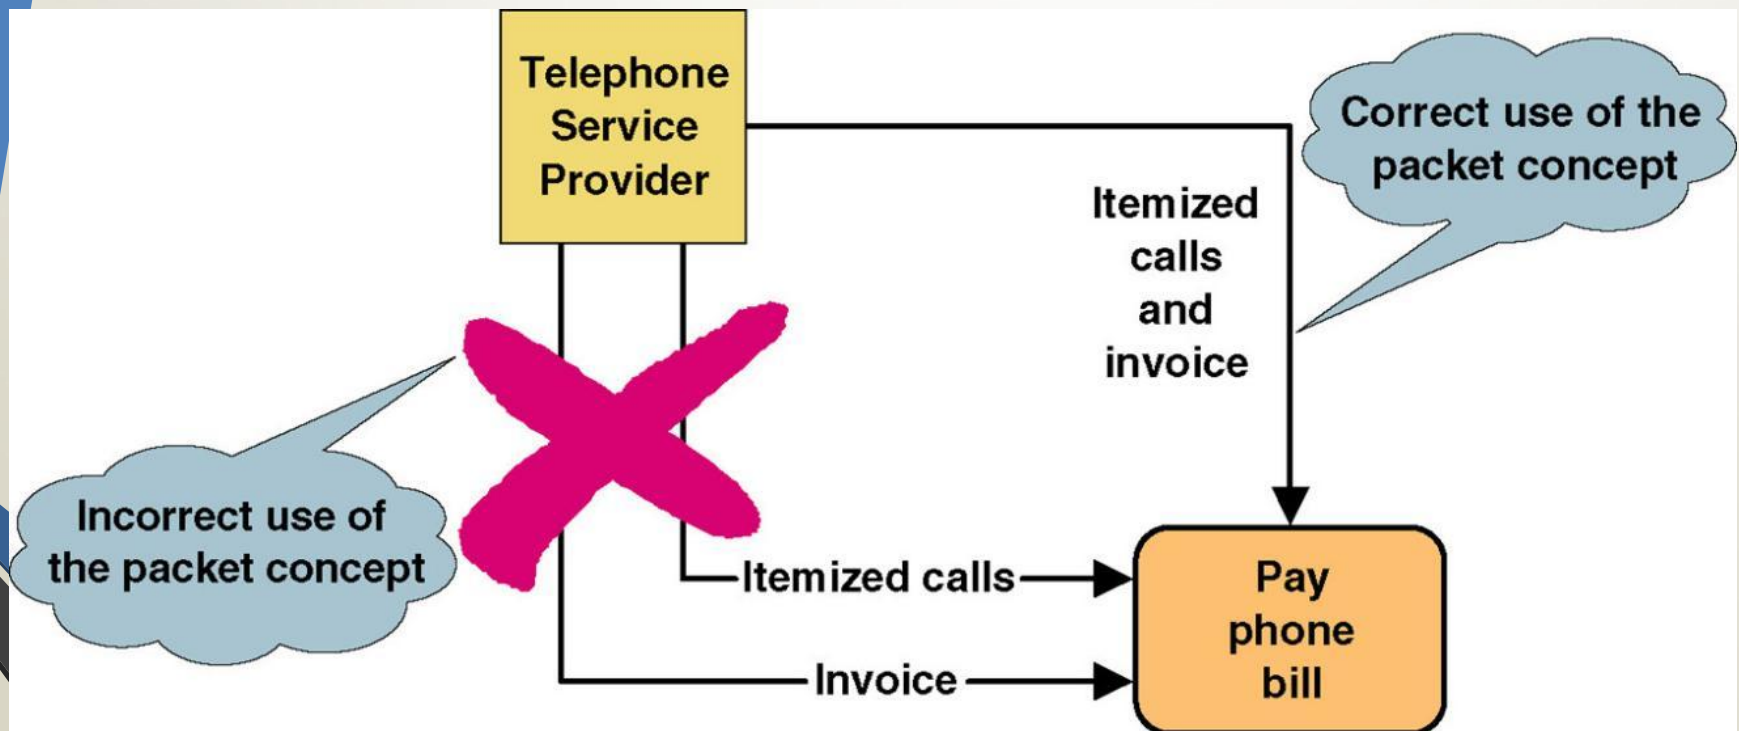 Telephone
Service
Provider
Correct use of the
packet concept
Itemized
calls
and
invoice
Incorrect use of
the packet concept
Itemized calls
Invoice
Pay
phone
bill